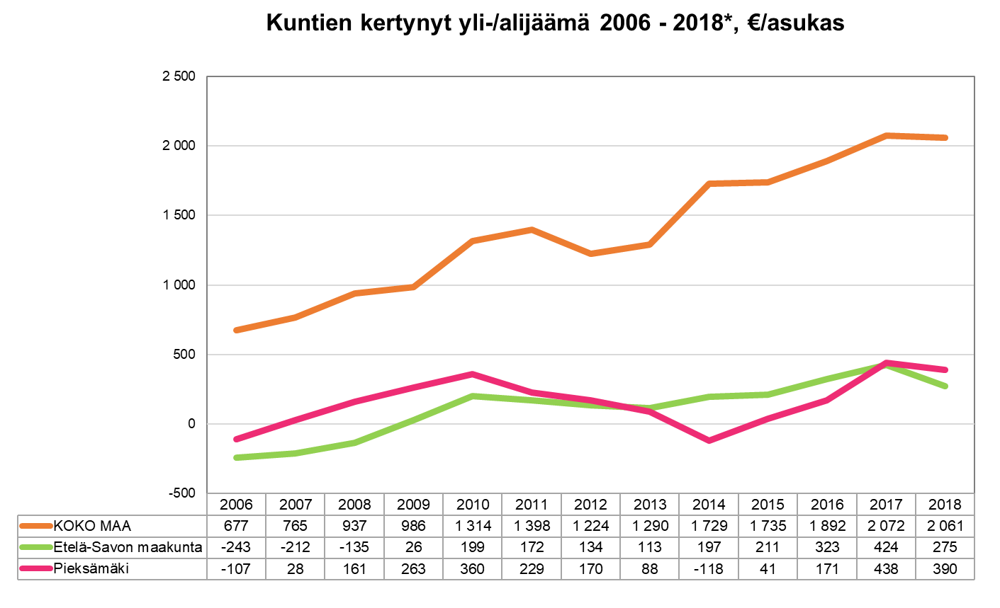 Kuntien kertynyt yli-/alijäämä 2006 - 2018*, €/asukas
2 500
2 000
1 500
1 000
500
0
-500
2006 2007 2008 2009 2010 2011 2012 2013 2014 2015 2016 2017 2018
KOKO MAA 677 765 937 986 1 314 1 398 1 224 1 290 1 729 1 735 1 892 2 072 2 061
Etelä-Savon maakunta -243 -212 -135 26 199 172 134 113 197 211 323 424 275
Pieksämäki -107 28 161 263 360 229 170 88 -118 41 171 438 390